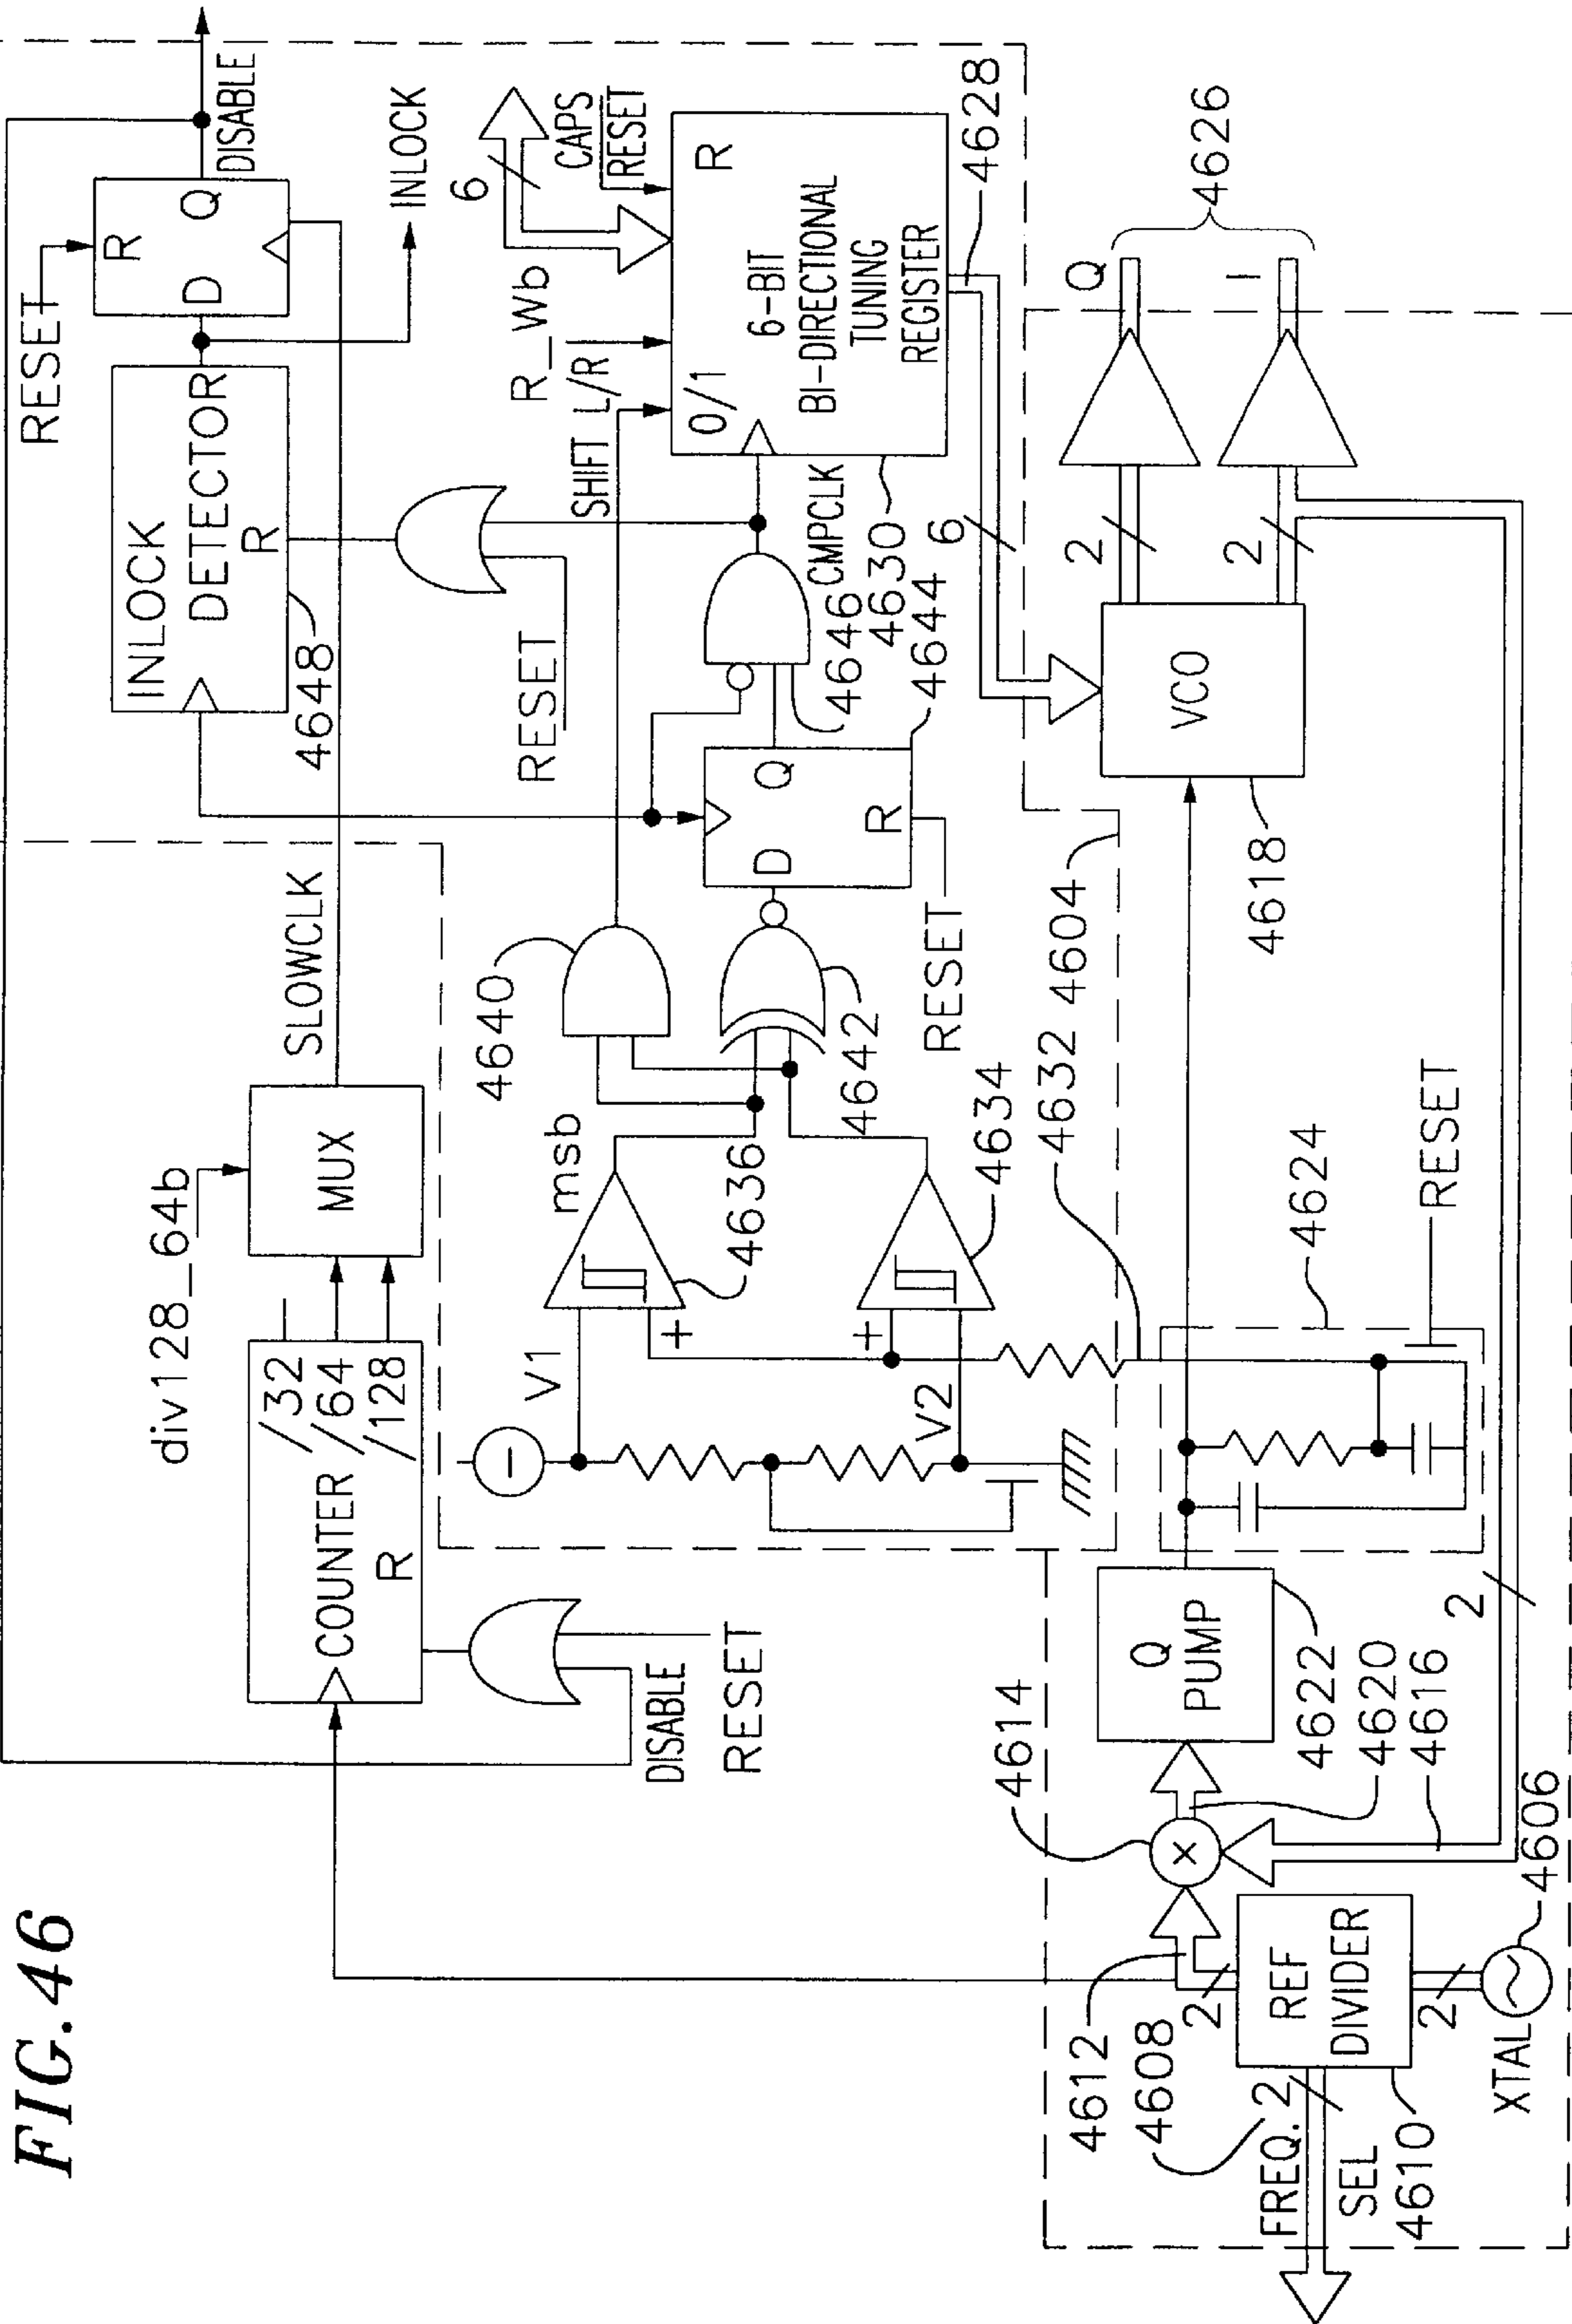 FIG.46
div128_64b
COUNTER
/32
/64
/128
R
MUX
SLOWCLK
RESET
INLOCK
DETECTOR
R
4648
D
R
Q
DISABLE
INLOCK
DISABLE
RESET
V1
V2
+
+
msb
4636
4634
4640
4642
RESET
D
Q
R
RESET
4644
4646
CMPCLK
4630
SHIFT L/R
R_Wb
6
CAPS
RESET
0/1
R
6-BIT
BI-DIRECTIONAL
TUNING
REGISTER
4628
6
4632
4604
4614
Q
PUMP
4622
4620
4616
4624
RESET
2
4618
VCO
2
2
Q
I
4626
4612
4608
2
FREQ.
2
SEL
4610
REF
DIVIDER
2
XTAL
4606